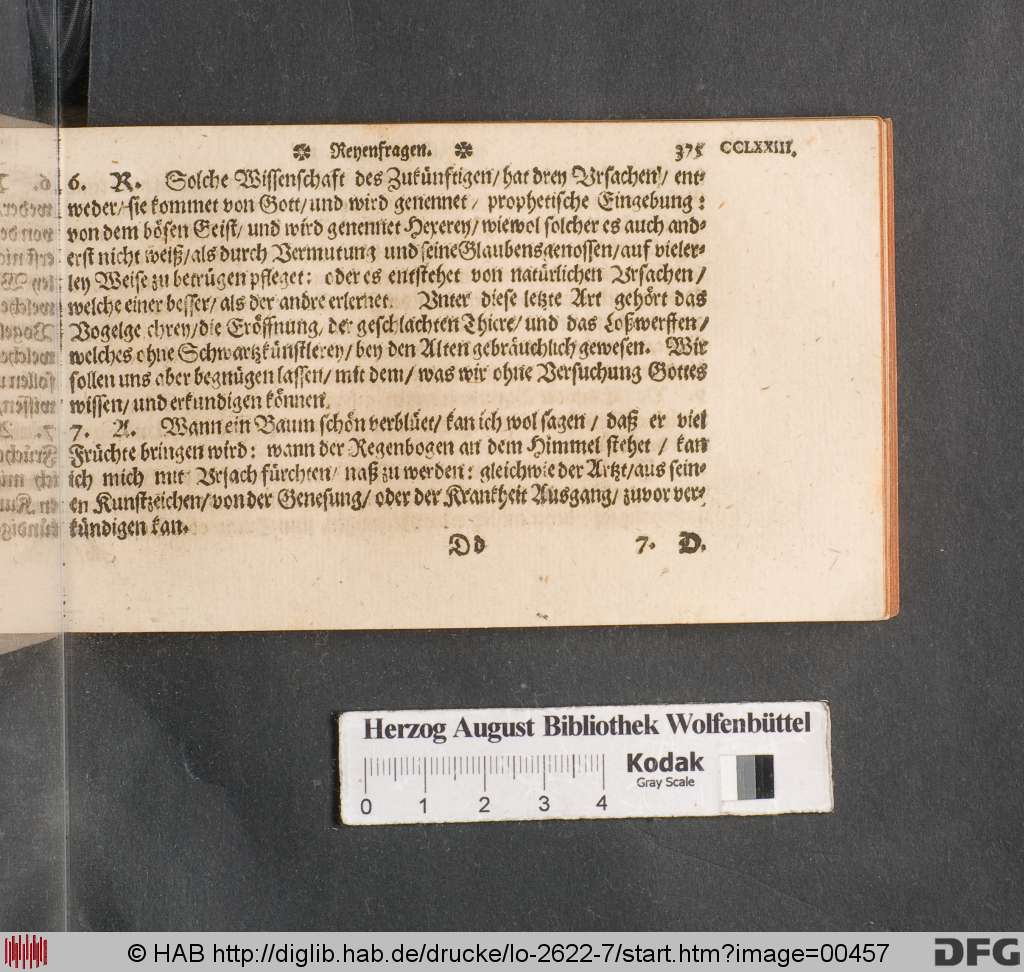 ✼ Reyenfragen. ✼ 375 CCLXXIII.
6. R. Solche Wissenschaft des Zukünftigen/ hat drey Vrsachen/ ent-
weder/ sie kommet von Gott/ und wird genennet/ prophetische Eingebung:
von dem bösen Geist/ und wird genennet Hexerey/ wiewol solcher es auch and-
erst nicht weiß/ als durch Vermutung und seine Glaubensgenossen/ auf vieler-
ley Weise zu betrügen pfleget: oder es entstehet von natürlichen Vrsachen/
welche einer besser/ als der andre erlernet. Vnter diese letzte Art gehört das
Vogelgeschrey/ die Eröffnung/ der geschlachten Thiere/ und das Loßwerffen/
welches ohne Schwartzkünstlerey/ bey den Alten gebräuchlich gewesen. Wir
sollen uns aber begnügen lassen/ mit dem/ was wir ohne Versuchung Gottes
wissen/ und erkundigen können.
7. A. Wann ein Baum schön verblüet/ kan ich wol sagen/ daß er viel
Früchte bringen wird: wann der Regenbogen an dem Himmel stehet/ kan
ich mich mit Vrsach fürchten/ naß zu werden: gleichwie der Artzt/ aus sein-
en Kunstzeichen/ von der Genesung/ oder der Krankheit Ausgang/ zuvor ver-
kündigen kan.
Dd 7. D.
Herzog August Bibliothek Wolfenbüttel
Kodak
Gray Scale
0 1 2 3 4
© HAB http://diglib.hab.de/drucke/lo-2622-7/start.htm?image=00457
DFG